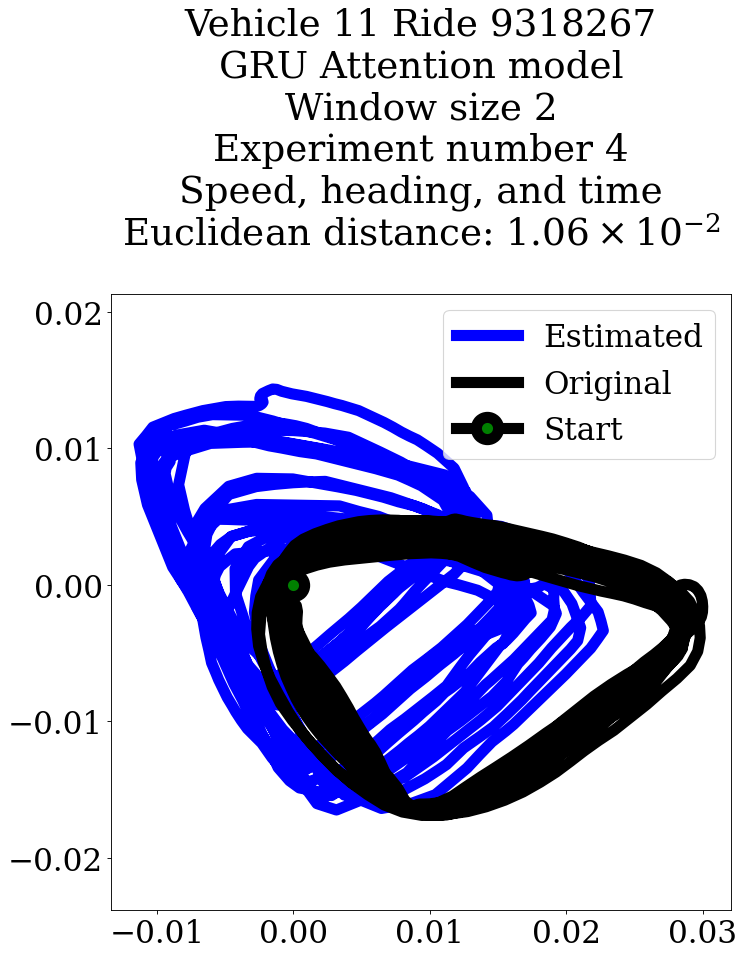 Vehicle 11 Ride 9318267
GRU Attention model
Window size 2
Experiment number 4
Speed, heading, and time
Euclidean distance: 1.06 × 10⁻²
0.02
0.01
0.00
−0.01
−0.02
Estimated
Original
Start
−0.01 0.00 0.01 0.02 0.03